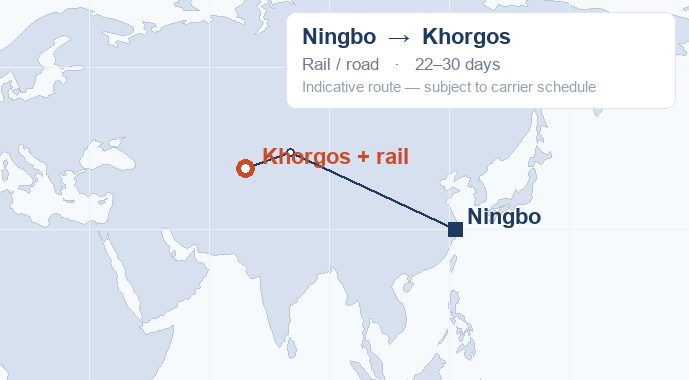 Ningbo → Khorgos
Rail / road · 22–30 days
Indicative route — subject to carrier schedule
Khorgos + rail
Ningbo